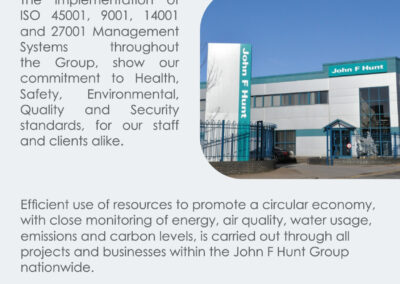 the implementation of
ISO 45001, 9001, 14001
and 27001 Management
Systems throughout
the Group, show our
commitment to Health,
Safety, Environmental,
Quality and Security
standards, for our staff
and clients alike.
John F Hunt
John F Hunt
Efficient use of resources to promote a circular economy,
with close monitoring of energy, air quality, water usage,
emissions and carbon levels, is carried out through all
projects and businesses within the John F Hunt Group
nationwide.